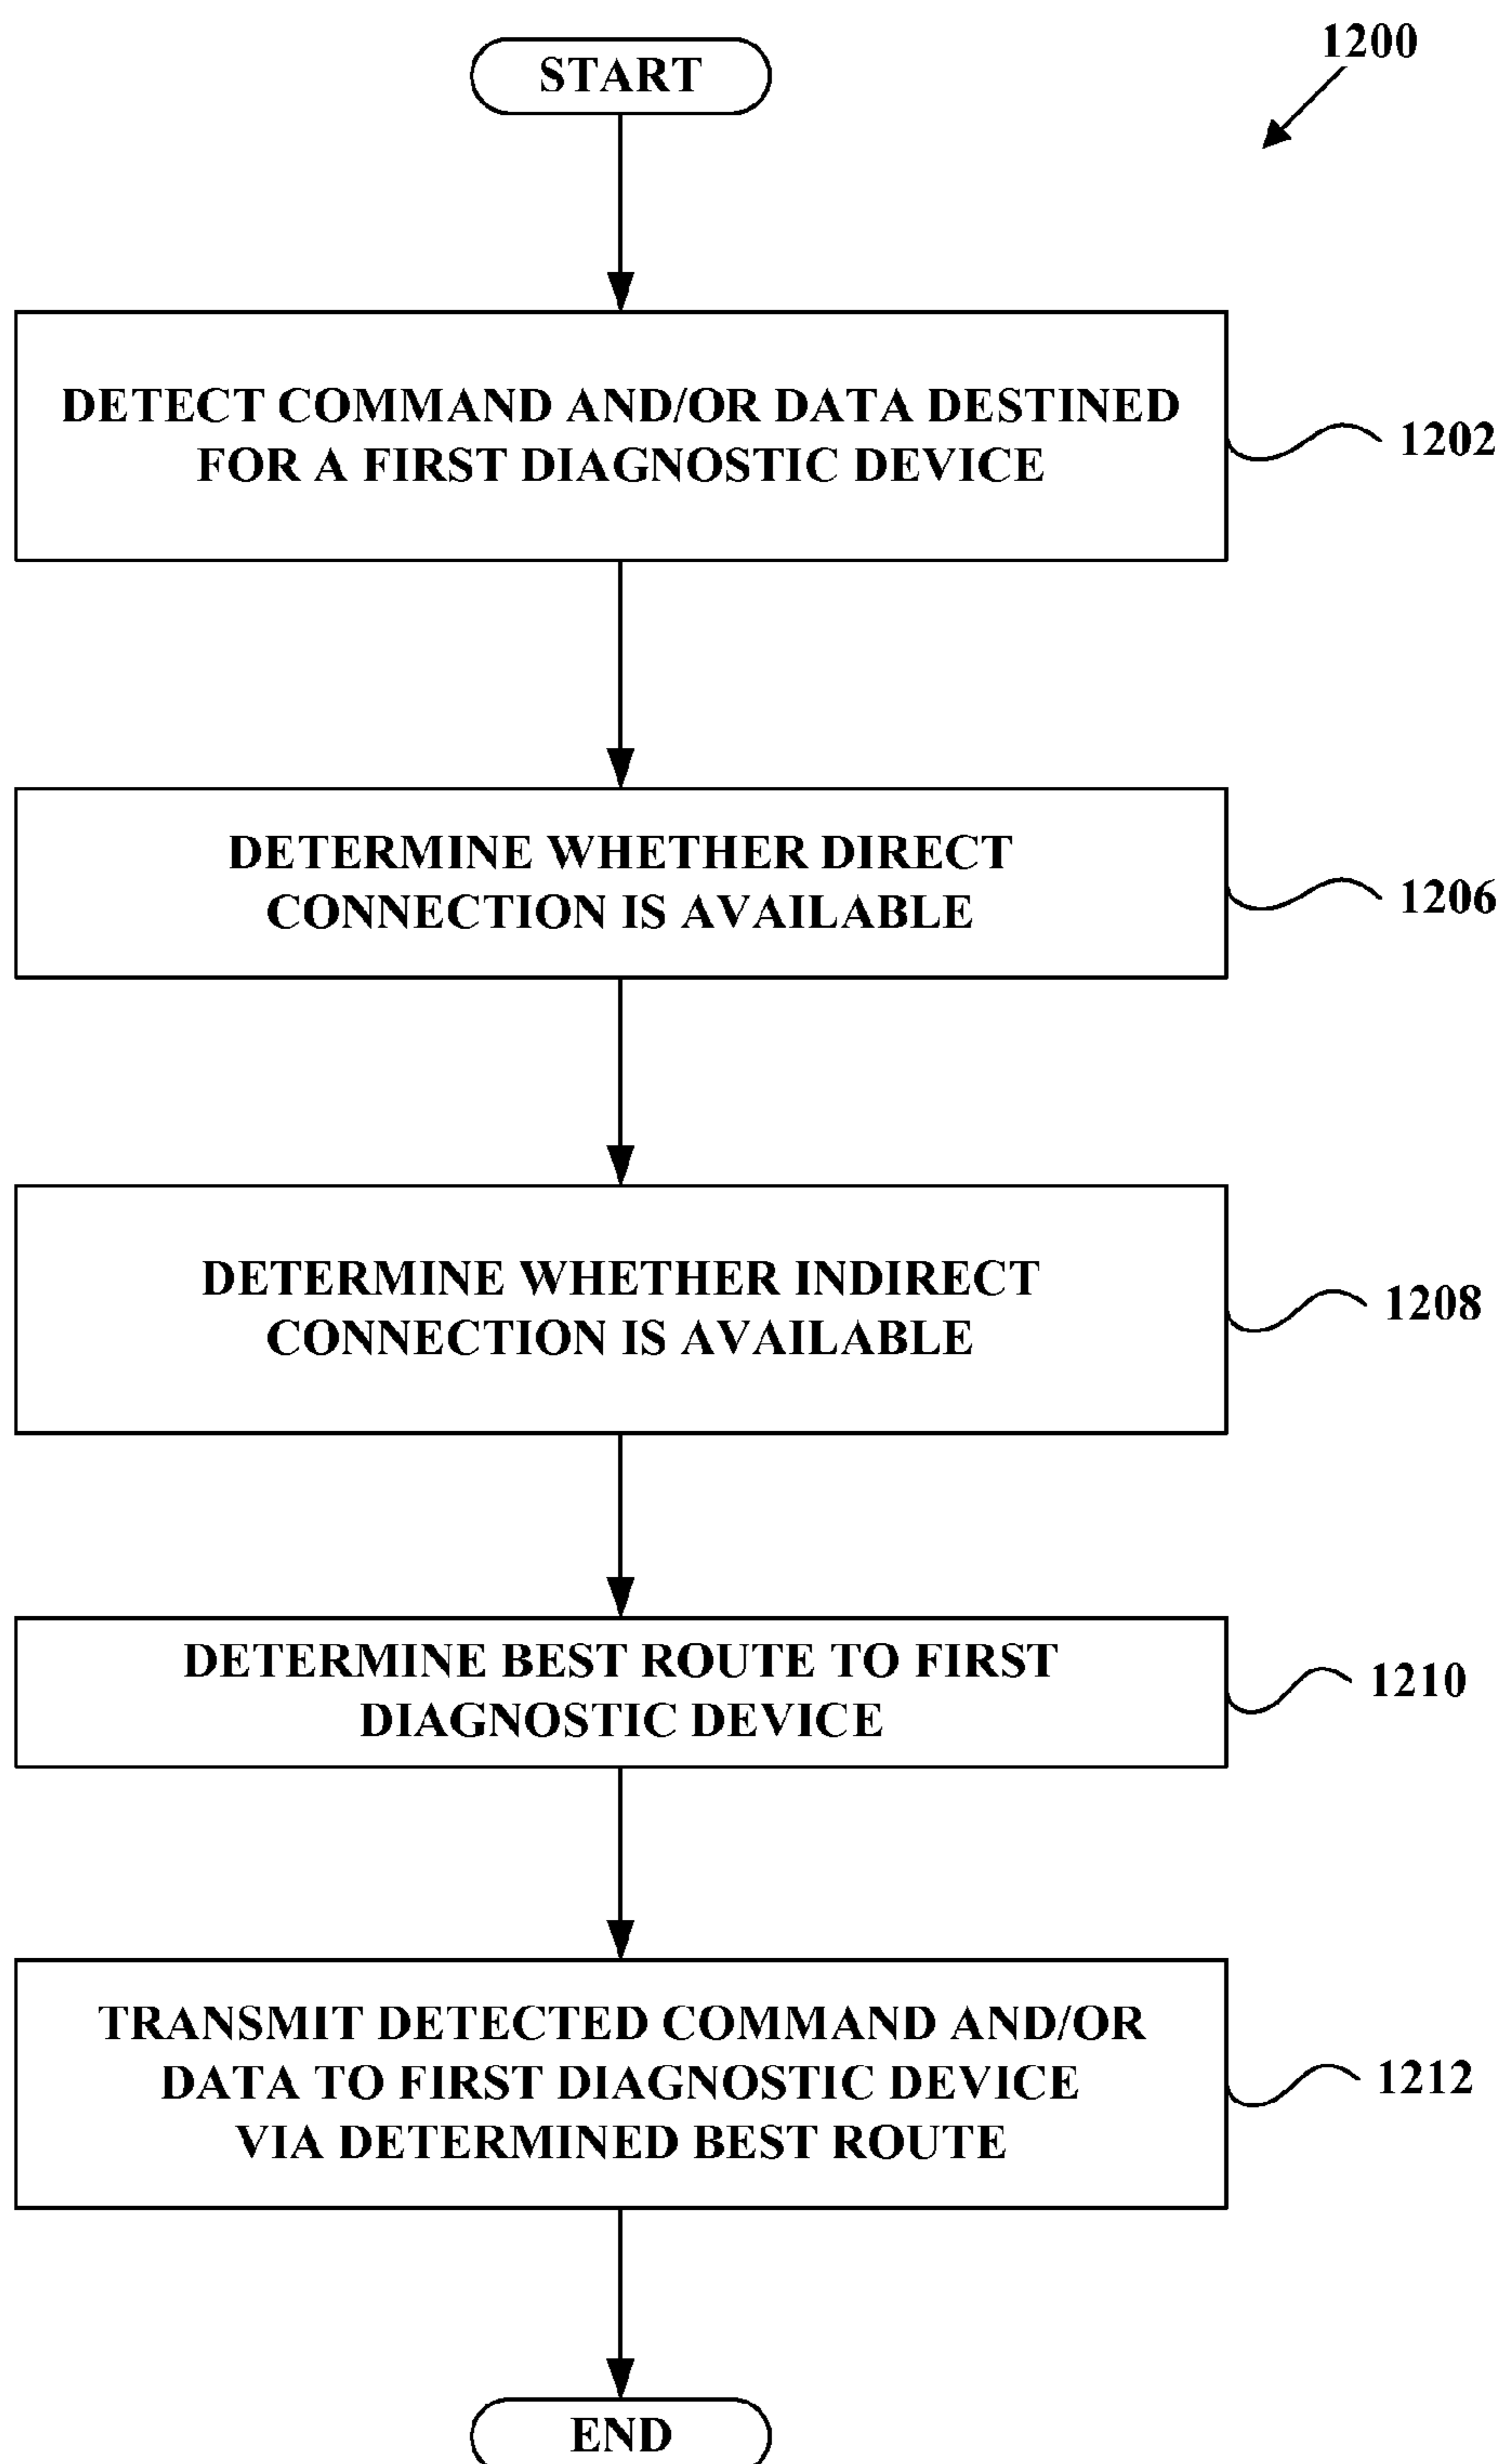 1200
START
DETECT COMMAND AND/OR DATA DESTINED
FOR A FIRST DIAGNOSTIC DEVICE
1202
DETERMINE WHETHER DIRECT
CONNECTION IS AVAILABLE
1206
DETERMINE WHETHER INDIRECT
CONNECTION IS AVAILABLE
1208
DETERMINE BEST ROUTE TO FIRST
DIAGNOSTIC DEVICE
1210
TRANSMIT DETECTED COMMAND AND/OR
DATA TO FIRST DIAGNOSTIC DEVICE
VIA DETERMINED BEST ROUTE
1212
END